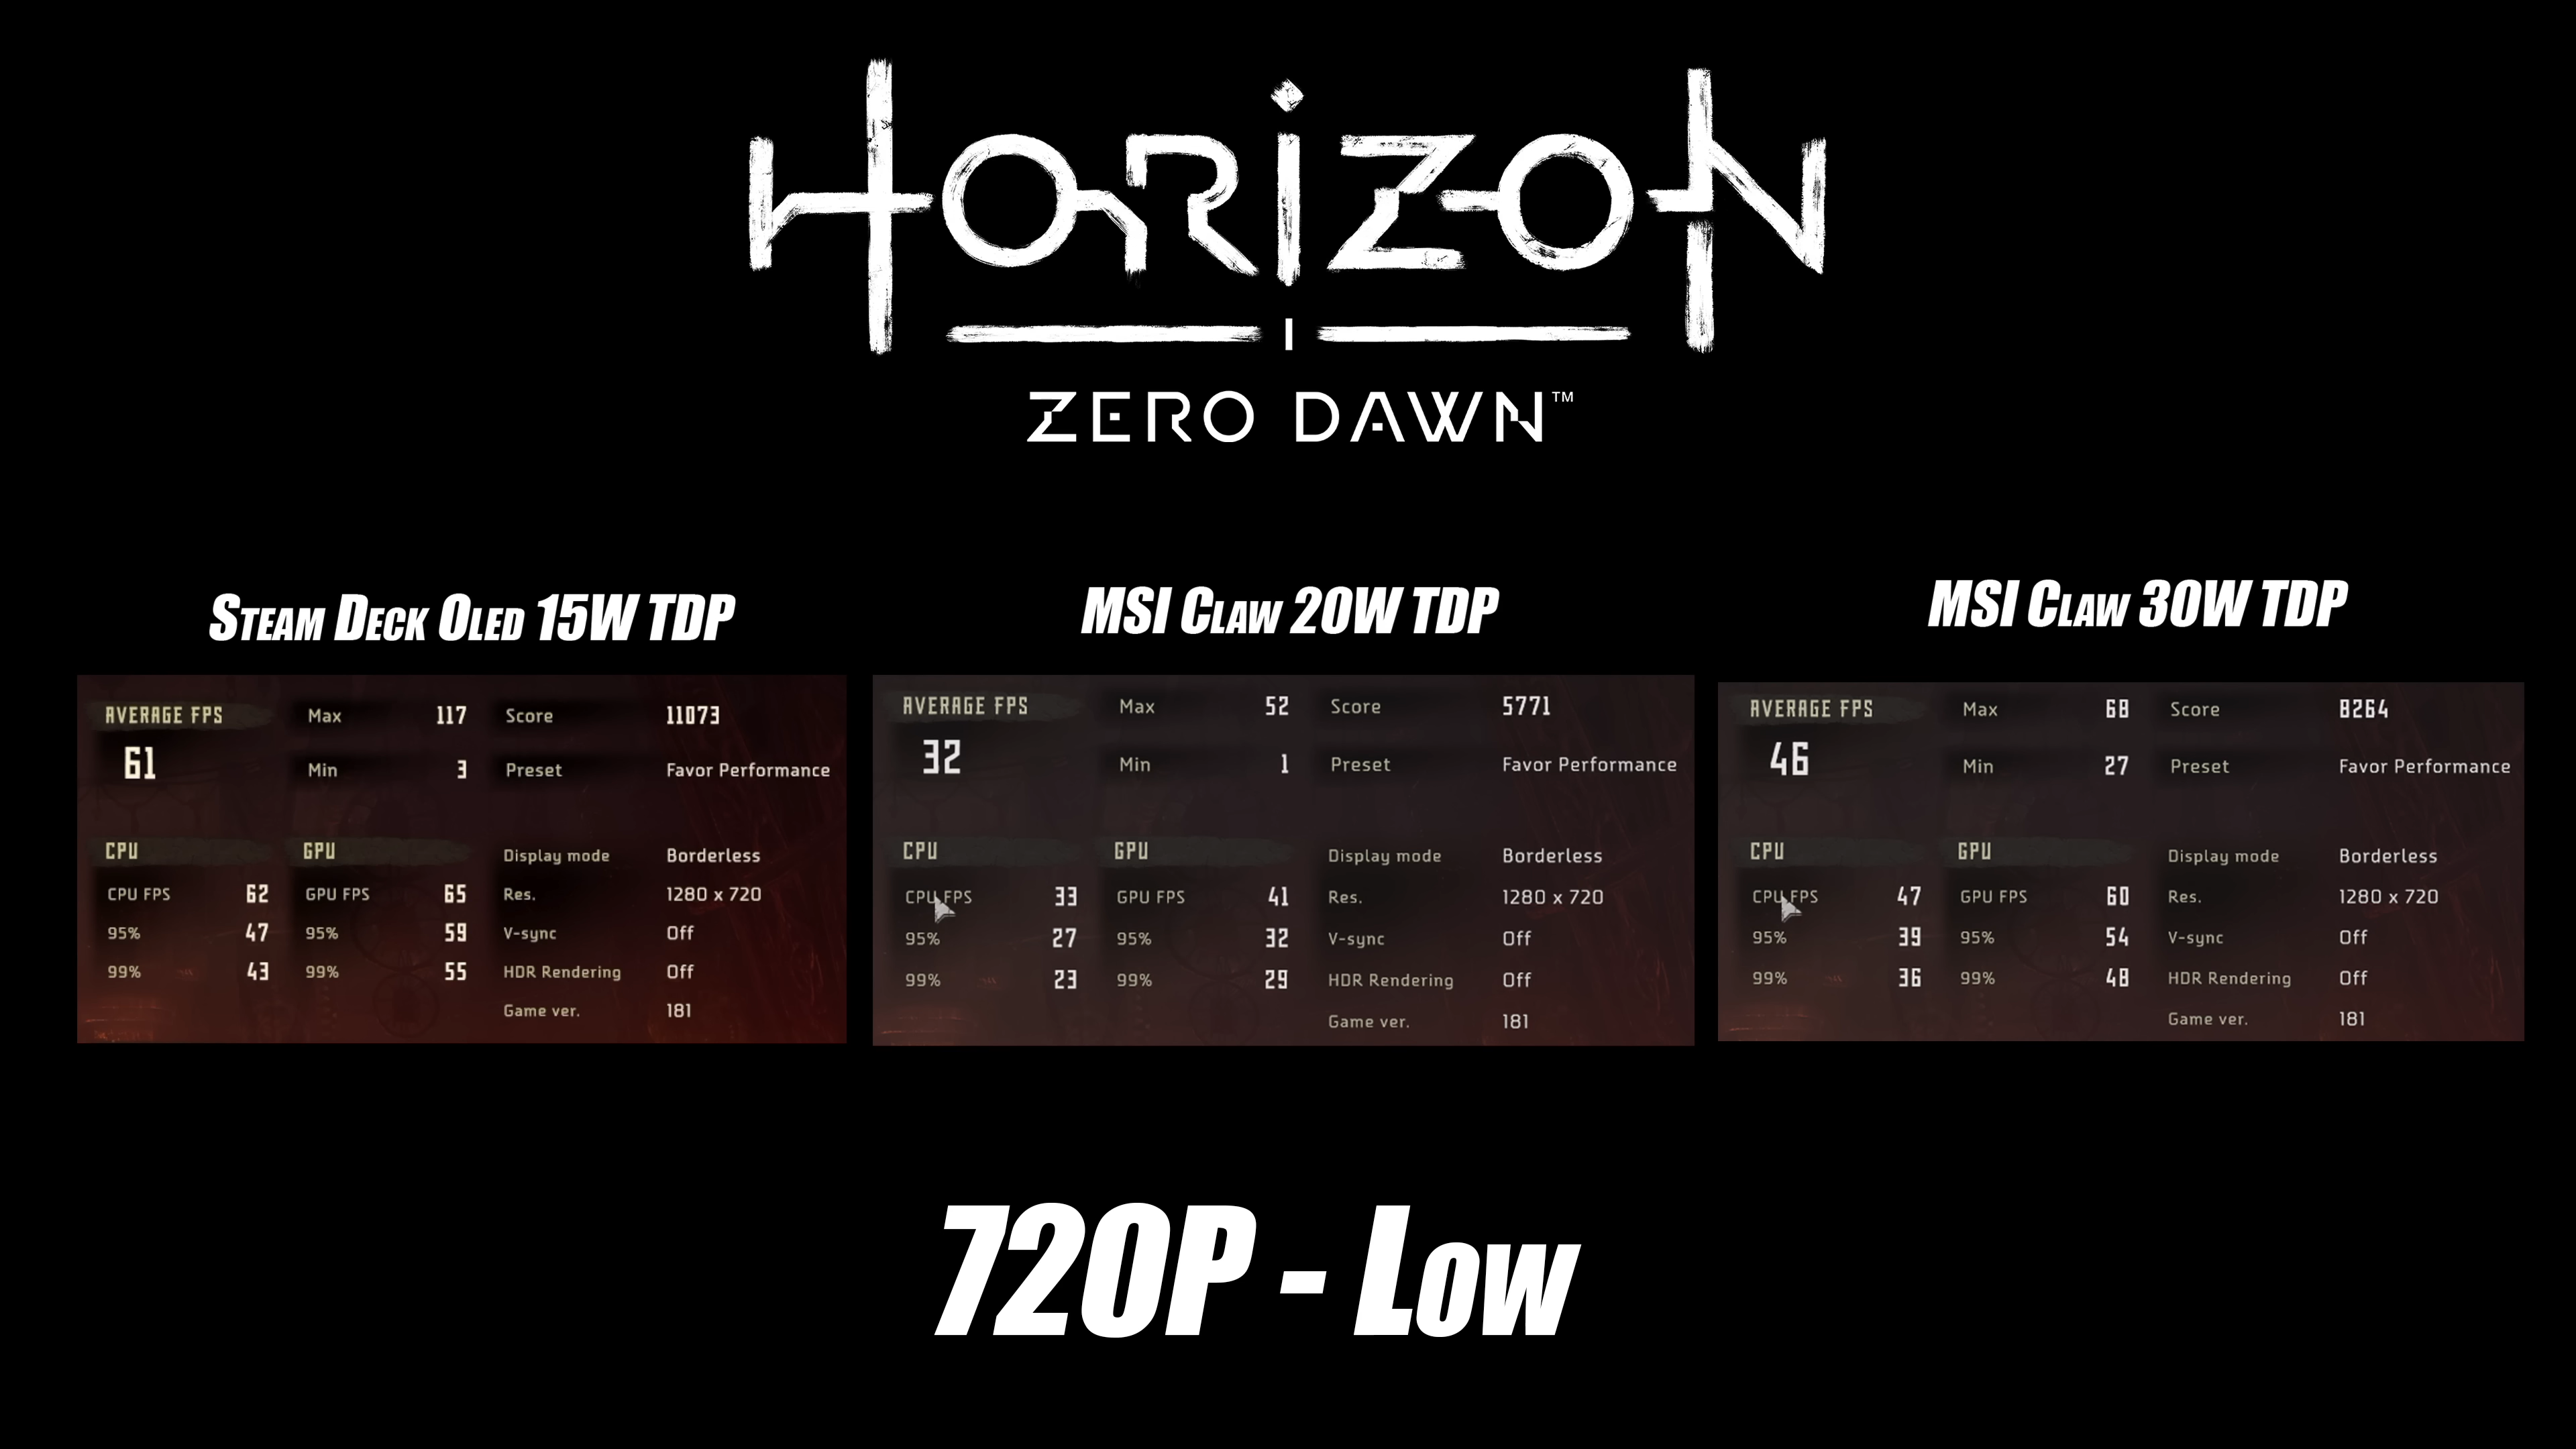 HORIZON
ZERO DAWN™
STEAM DECK OLED 15W TDP
AVERAGE FPS Max 117 Score 11073
61 Min 3 Preset Favor Performance
CPU GPU Display mode Borderless
CPU FPS 62 GPU FPS 65 Res. 1280 x 720
95% 47 95% 59 V-sync Off
99% 43 99% 55 HDR Rendering Off
Game ver. 181
MSI CLAW 20W TDP
AVERAGE FPS Max 52 Score 5771
32 Min 1 Preset Favor Performance
CPU GPU Display mode Borderless
CPU FPS 33 GPU FPS 41 Res. 1280 x 720
95% 27 95% 32 V-sync Off
99% 23 99% 29 HDR Rendering Off
Game ver. 181
MSI CLAW 30W TDP
AVERAGE FPS Max 68 Score 8264
46 Min 27 Preset Favor Performance
CPU GPU Display mode Borderless
CPU FPS 47 GPU FPS 60 Res. 1280 x 720
95% 39 95% 54 V-sync Off
99% 36 99% 48 HDR Rendering Off
Game ver. 181
720P - LOW